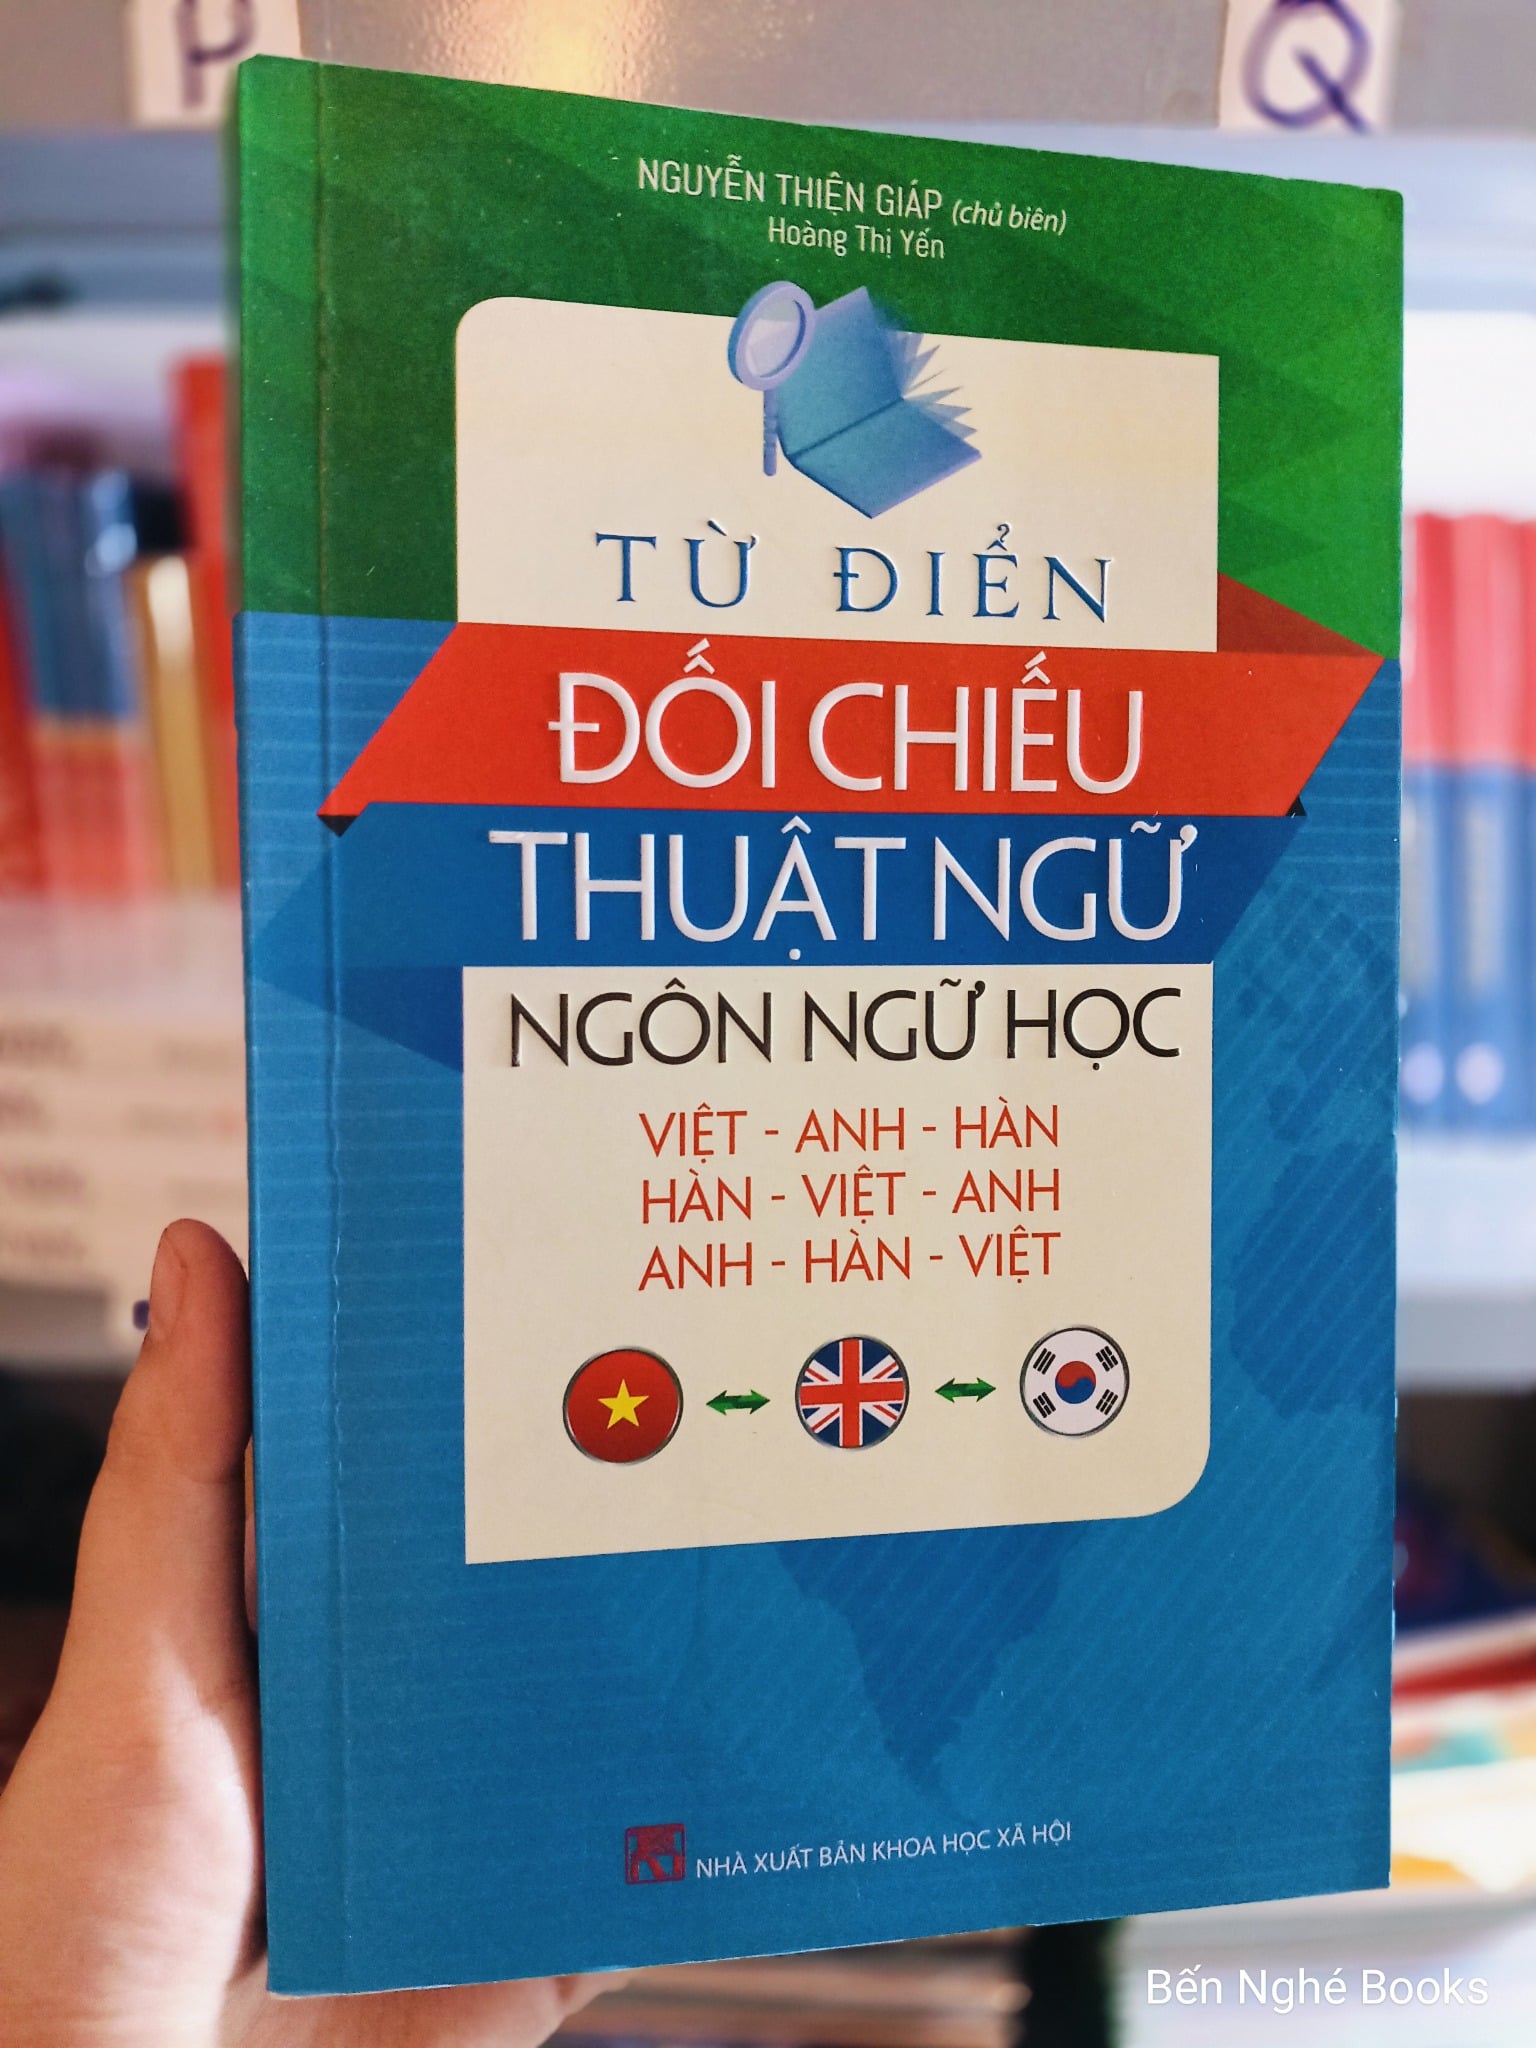 P
Q
NGUYỄN THIỆN GIÁP (chủ biên)
Hoàng Thị Yến
TỪ ĐIỂN
ĐỐI CHIẾU
THUẬT NGỮ
NGÔN NGỮ HỌC
VIỆT - ANH - HÀN
HÀN - VIỆT - ANH
ANH - HÀN - VIỆT
NHÀ XUẤT BẢN KHOA HỌC XÃ HỘI
Bến Nghé Books